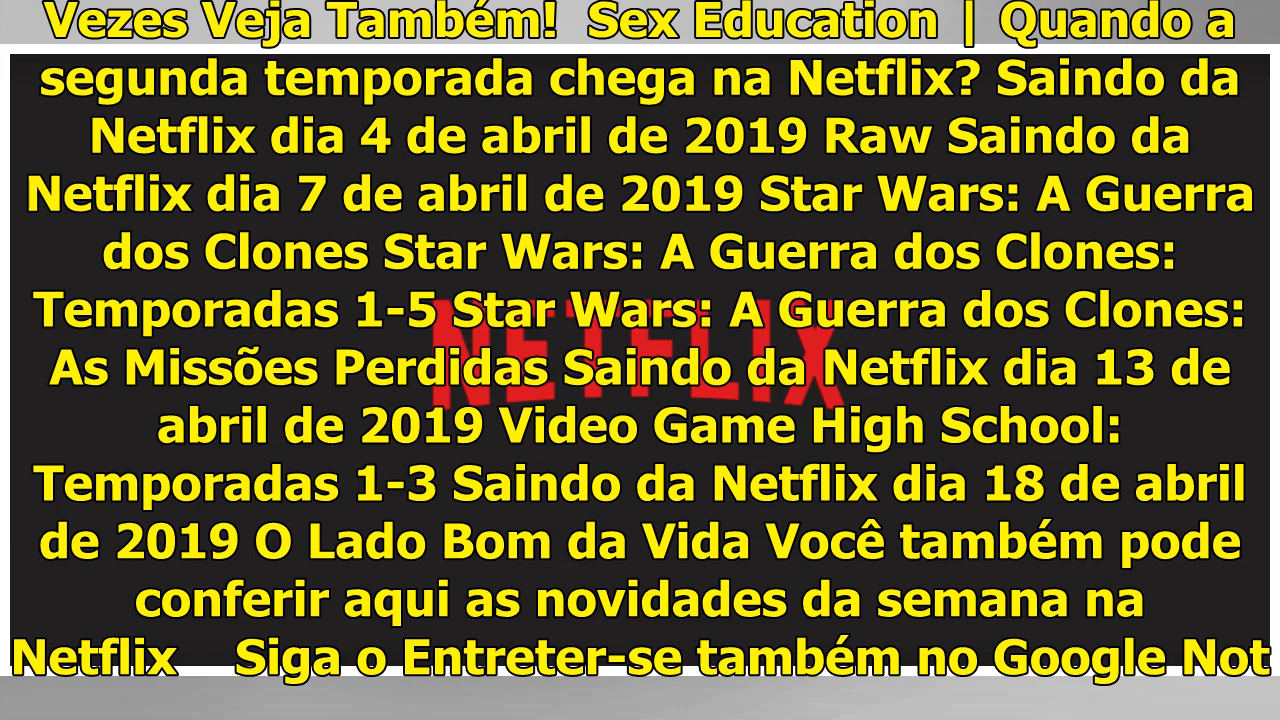 Vezes Veja Também!  Sex Education | Quando a
segunda temporada chega na Netflix? Saindo da
Netflix dia 4 de abril de 2019 Raw Saindo da
Netflix dia 7 de abril de 2019 Star Wars: A Guerra
dos Clones Star Wars: A Guerra dos Clones:
Temporadas 1-5 Star Wars: A Guerra dos Clones:
NETFLIX
As Missões Perdidas Saindo da Netflix dia 13 de
abril de 2019 Video Game High School:
Temporadas 1-3 Saindo da Netflix dia 18 de abril
de 2019 O Lado Bom da Vida Você também pode
conferir aqui as novidades da semana na
Netflix    Siga o Entreter-se também no Google Not